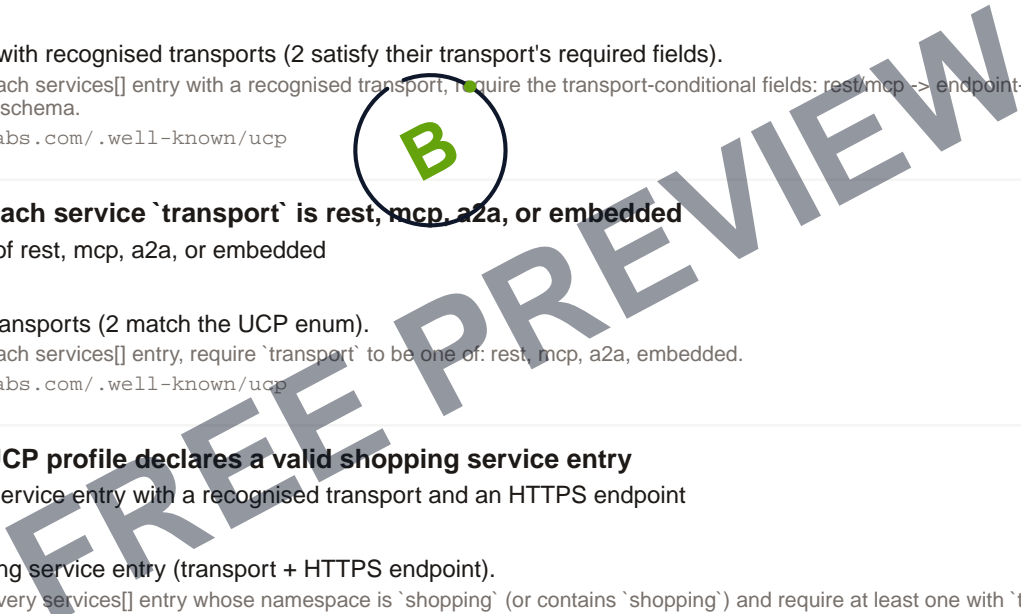 with recognised transports (2 satisfy their transport's required fields).
ach services[] entry with a recognised transport, require the transport-conditional fields: rest/mcp -> endpoint-
schema.
abs.com/.well-known/ucp
B
ach service `transport` is rest, mcp, a2a, or embedded
of rest, mcp, a2a, or embedded
ansports (2 match the UCP enum).
ach services[] entry, require `transport` to be one of: rest, mcp, a2a, embedded.
abs.com/.well-known/ucp
FREE PREVIEW
UCP profile declares a valid shopping service entry
service entry with a recognised transport and an HTTPS endpoint
ng service entry (transport + HTTPS endpoint).
very services[] entry whose namespace is `shopping` (or contains `shopping`) and require at least one with `t